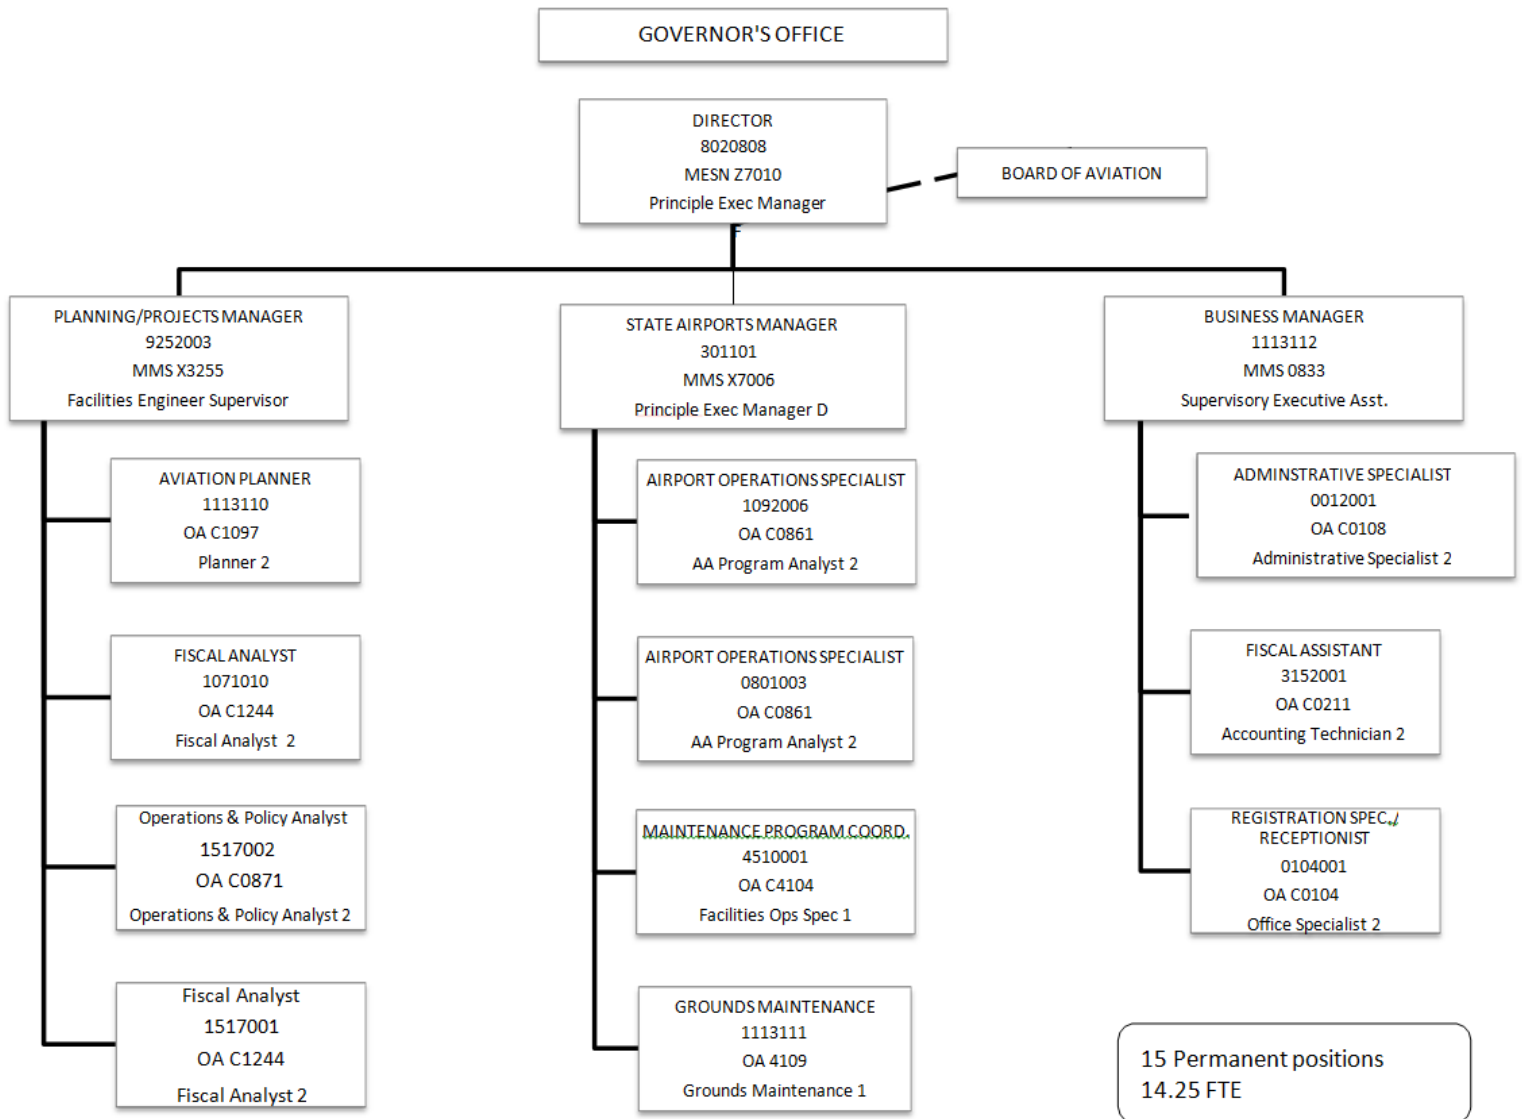 GOVERNOR'S OFFICE
DIRECTOR
8020808
MESN Z7010
Principle Exec Manager
F
BOARD OF AVIATION
PLANNING/PROJECTS MANAGER
9252003
MMS X3255
Facilities Engineer Supervisor
AVIATION PLANNER
1113110
OA C1097
Planner 2
FISCAL ANALYST
1071010
OA C1244
Fiscal Analyst 2
Operations & Policy Analyst
1517002
OA C0871
Operations & Policy Analyst 2
Fiscal Analyst
1517001
OA C1244
Fiscal Analyst 2
STATE AIRPORTS MANAGER
301101
MMS X7006
Principle Exec Manager D
AIRPORT OPERATIONS SPECIALIST
1092006
OA C0861
AA Program Analyst 2
AIRPORT OPERATIONS SPECIALIST
0801003
OA C0861
AA Program Analyst 2
MAINTENANCE PROGRAM COORD.
4510001
OA C4104
Facilities Ops Spec 1
GROUNDS MAINTENANCE
1113111
OA 4109
Grounds Maintenance 1
BUSINESS MANAGER
1113112
MMS 0833
Supervisory Executive Asst.
ADMINSTRATIVE SPECIALIST
0012001
OA C0108
Administrative Specialist 2
FISCAL ASSISTANT
3152001
OA C0211
Accounting Technician 2
REGISTRATION SPEC./
RECEPTIONIST
0104001
OA C0104
Office Specialist 2
15 Permanent positions
14.25 FTE